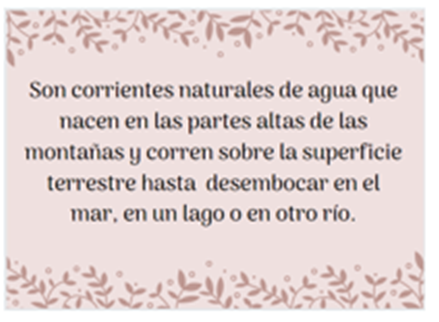 Son corrientes naturales de agua que
nacen en las partes altas de las
montañas y corren sobre la superficie
terrestre hasta desembocar en el
mar, en un lago o en otro río.